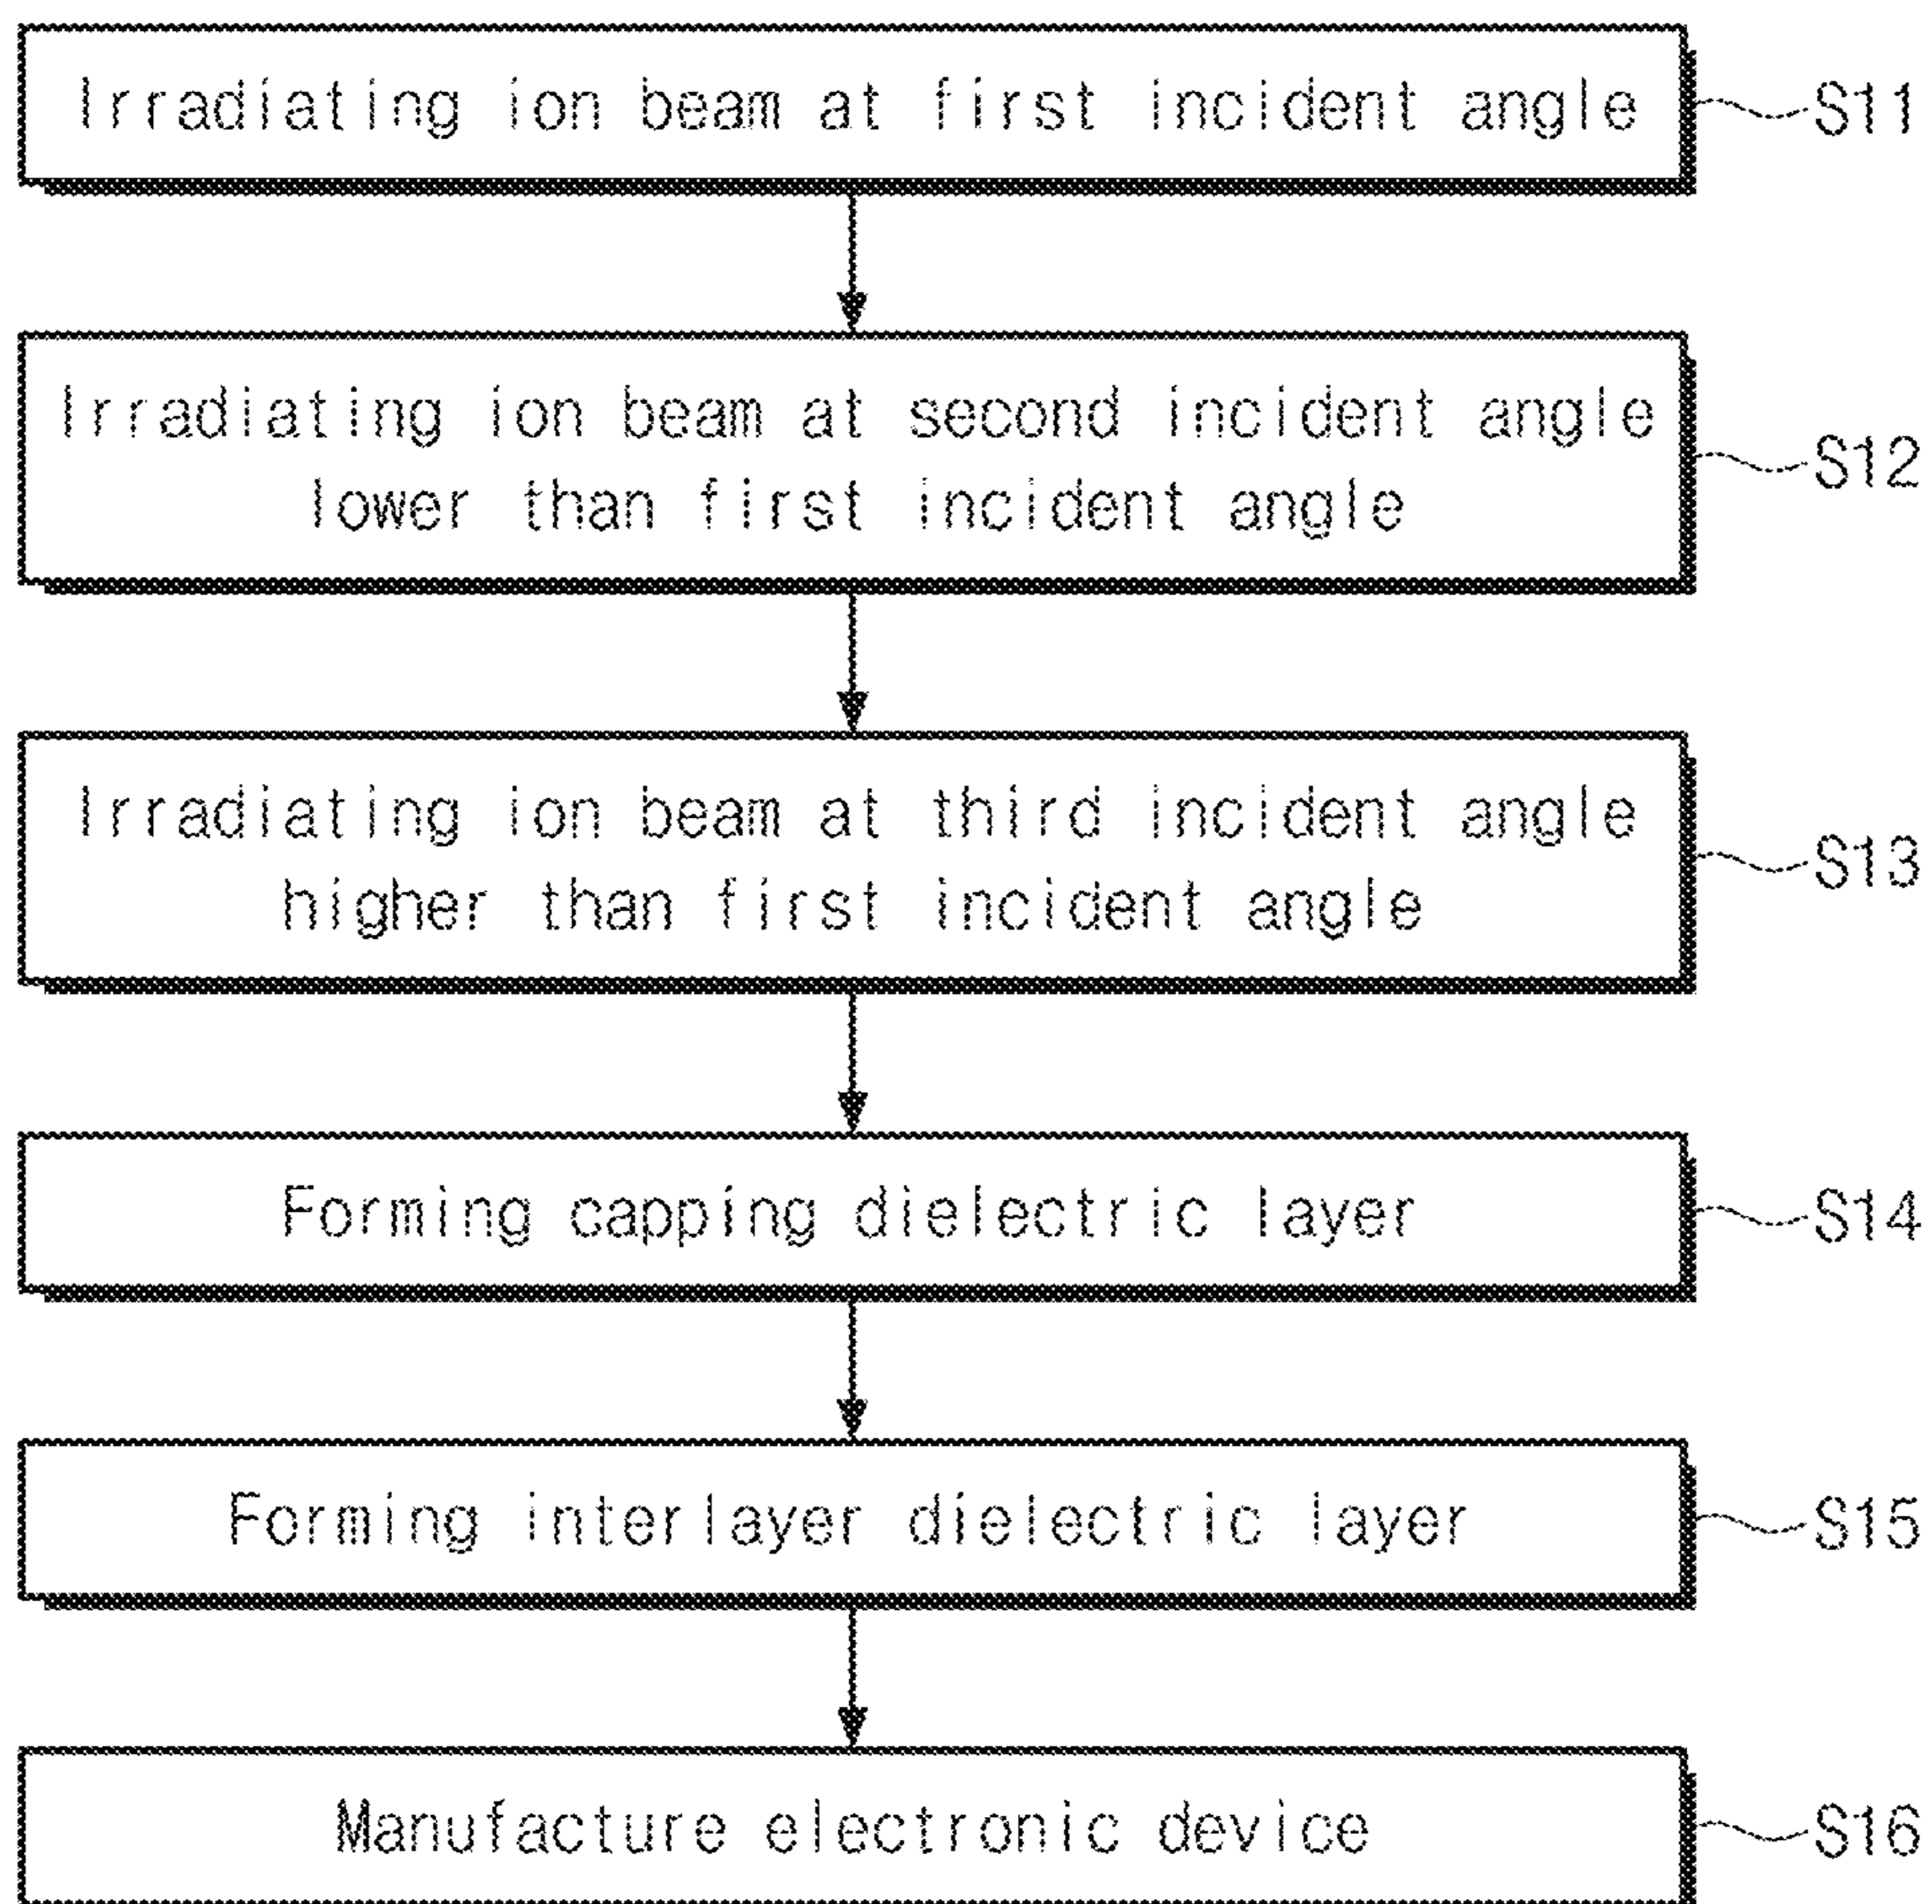 Irradiating ion beam at first incident angle
S11
Irradiating ion beam at second incident angle
lower than first incident angle
S12
Irradiating ion beam at third incident angle
higher than first incident angle
S13
Forming capping dielectric layer
S14
Forming interlayer dielectric layer
S15
Manufacture electronic device
S16